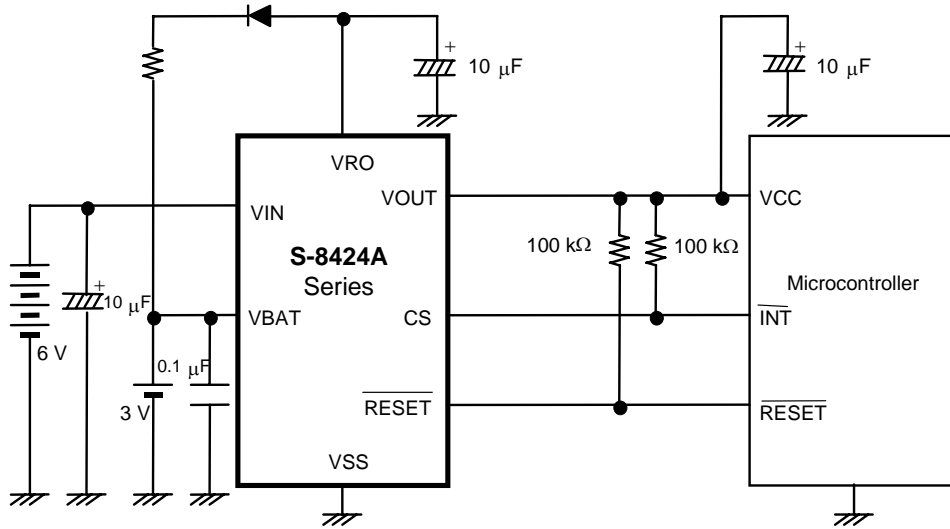 +
10 μF
+
10 μF
VRO
VOUT
VCC
VIN
100 kΩ
100 kΩ
S-8424A
Series
Microcontroller
+
10 μF
VBAT
CS
INT
6 V
0.1 μF
3 V
RESET
RESET
VSS